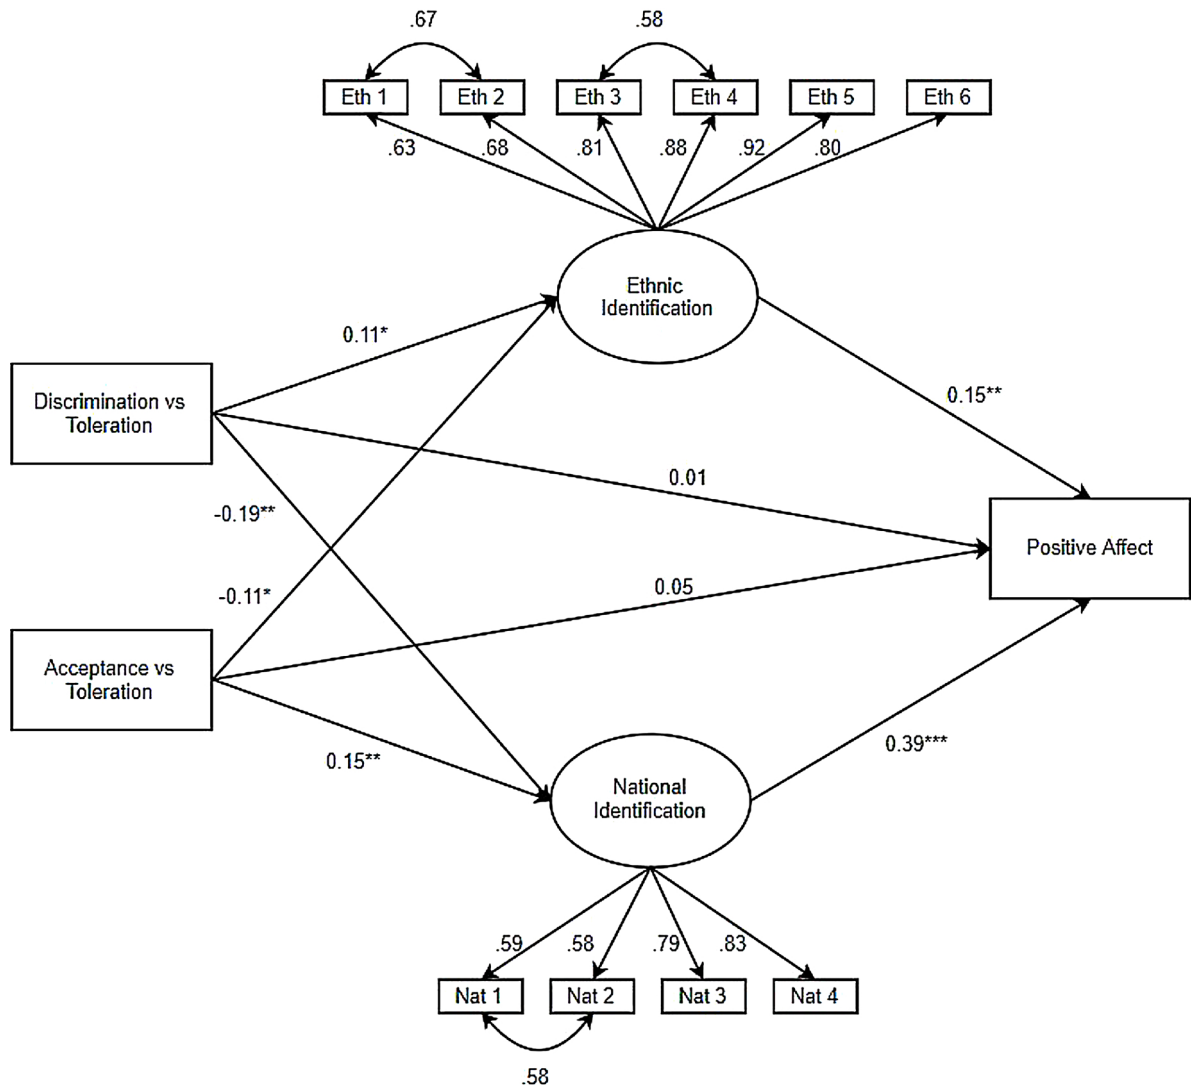 .67
.58
Eth 1
Eth 2
Eth 3
Eth 4
Eth 5
Eth 6
.63
.68
.81
.88
.92
.80
Ethnic
Identification
0.11*
Discrimination vs
Toleration
0.15**
0.01
-0.19**
Positive Affect
-0.11*
0.05
Acceptance vs
Toleration
0.15**
0.39***
National
Identification
.59
.58
.79
.83
Nat 1
Nat 2
Nat 3
Nat 4
.58